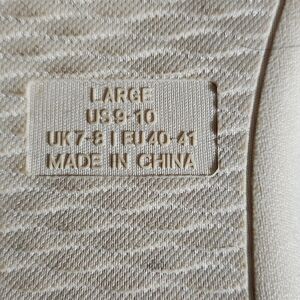 LARGE
US 9-10
UK 7-8 | EU 40-41
MADE IN CHINA